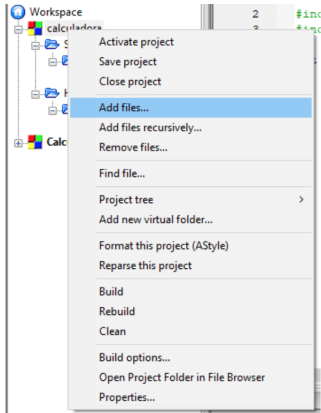 Workspace
2 #inc
calculadora
3 #inc
Activate project
Save project
Close project
Add files...
Add files recursively...
Remove files...
Calc
Find file...
Project tree
Add new virtual folder...
Format this project (AStyle)
Reparse this project
Build
Rebuild
Clean
Build options...
Open Project Folder in File Browser
Properties...